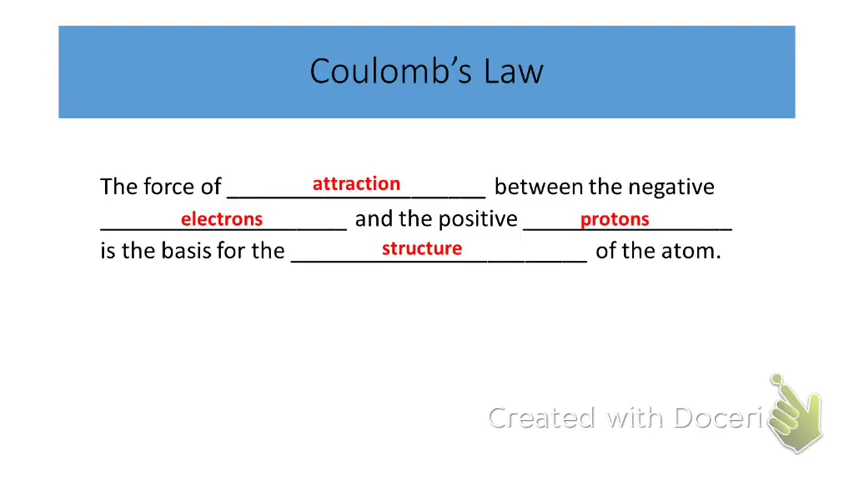 Coulomb's Law
The force of attraction between the negative
electrons and the positive protons
is the basis for the structure of the atom.
Created with Doceri